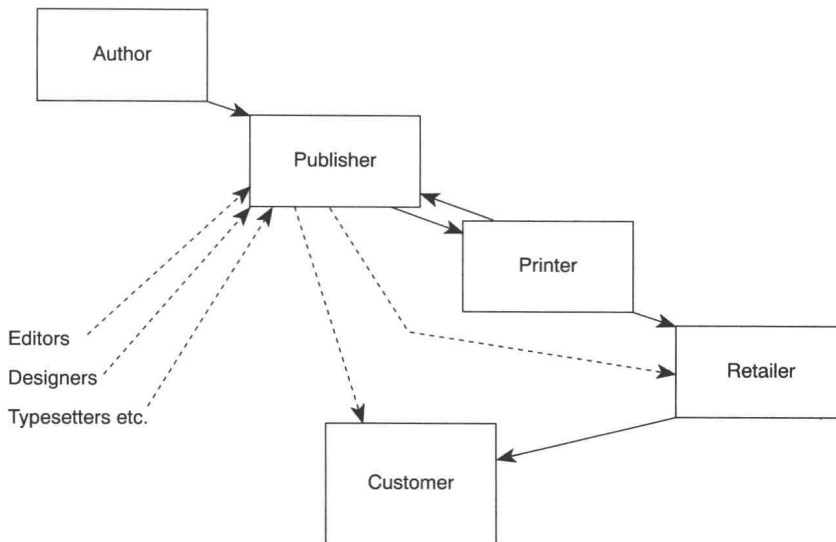 Author
Publisher
Printer
Editors
Designers
Typesetters etc.
Retailer
Customer